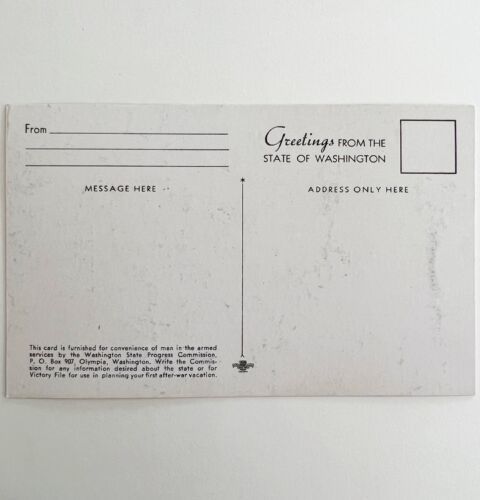 From
Greetings FROM THE
STATE OF WASHINGTON
MESSAGE HERE
ADDRESS ONLY HERE
This card is furnished for convenience of men in the armed
services by the Washington State Progress Commission,
P. O. Box 907, Olympia, Washington. Write the Commis-
sion for any information desired about the state or for
Victory File for use in planning your first after-war vacation.